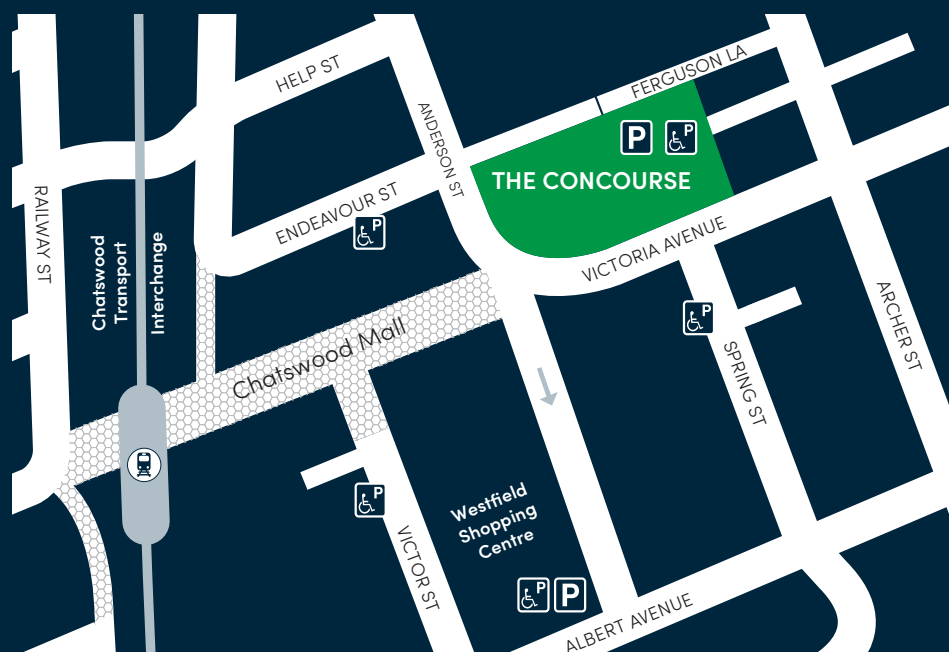 HELP ST
FERGUSON LA
ANDERSON ST
P
P
THE CONCOURSE
RAILWAY ST
ENDEAVOUR ST
P
VICTORIA AVENUE
Chatswood
Transport
Interchange
ARCHER ST
P
Chatswood Mall
SPRING ST
P
Westfield
Shopping
Centre
VICTOR ST
P
P
ALBERT AVENUE